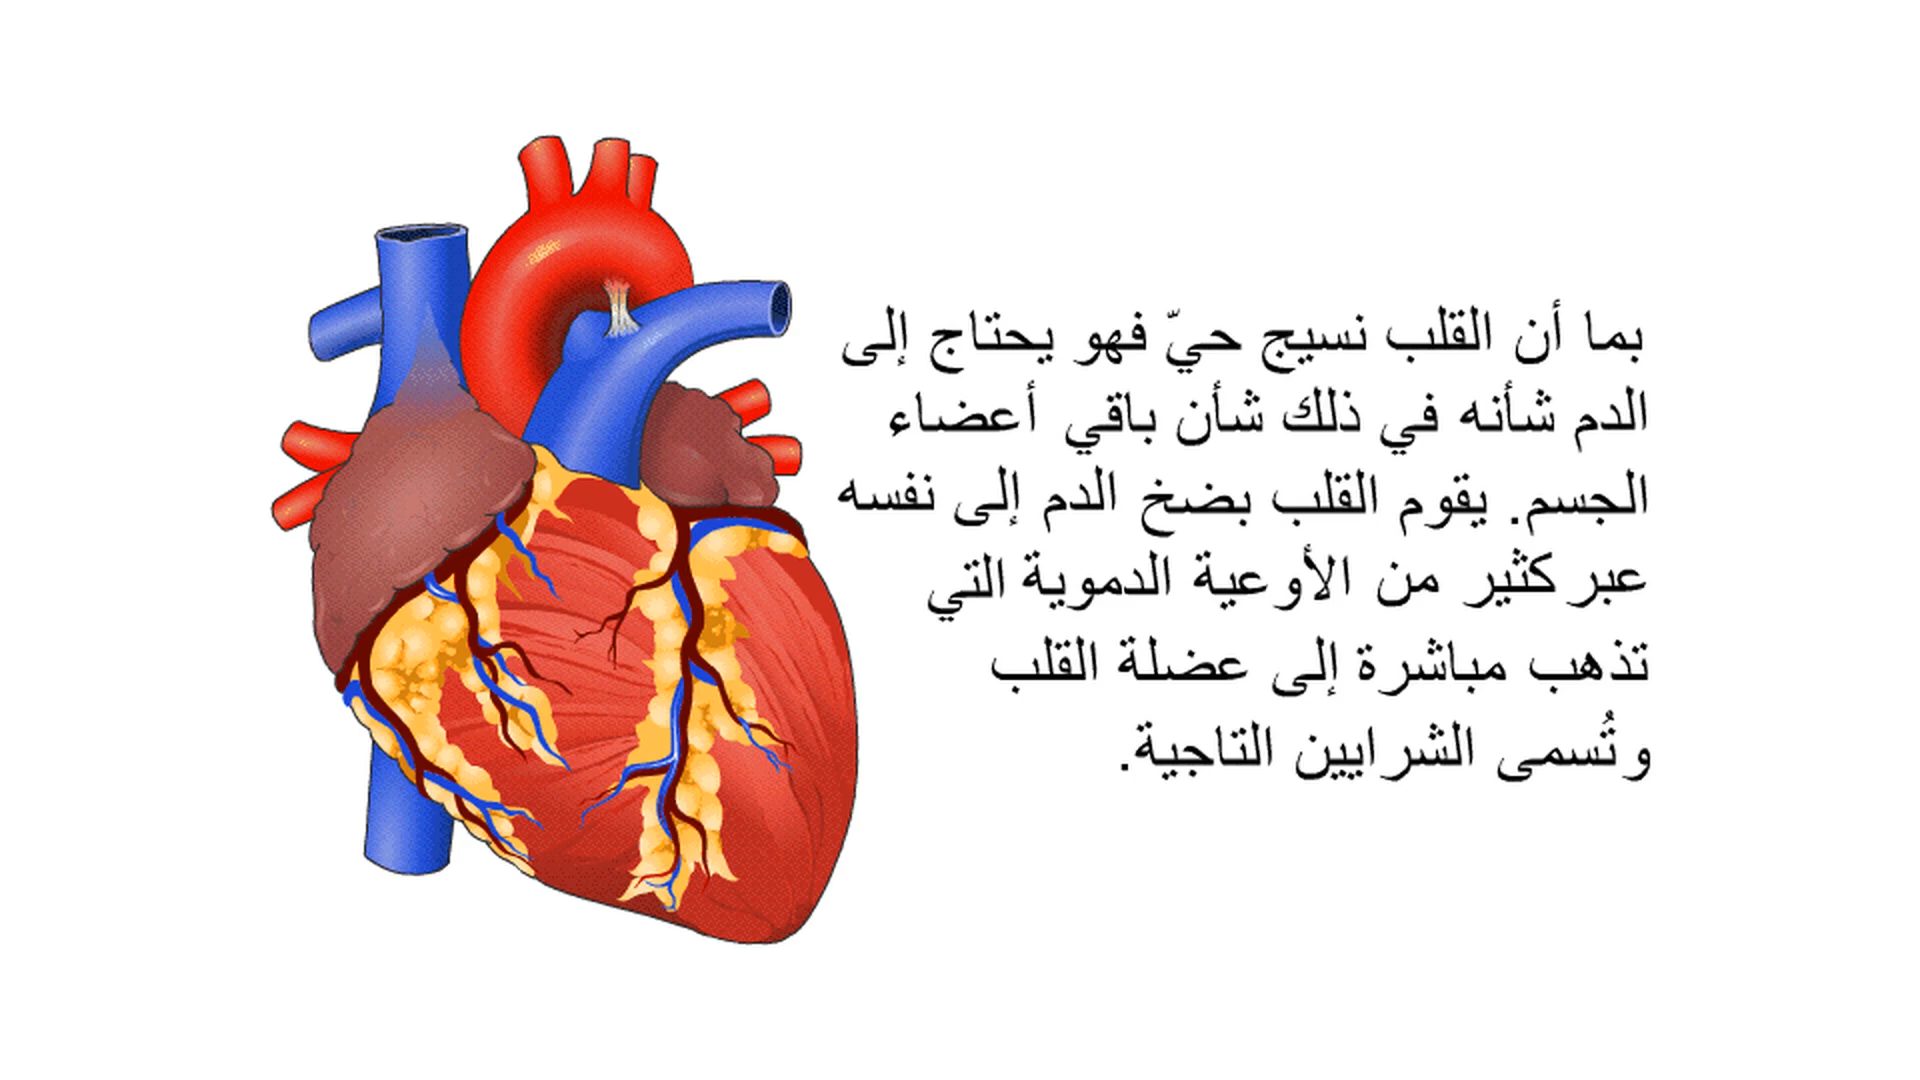 بما أن القلب نسيج حيّ فهو يحتاج إلى
الدم شأنه في ذلك شأن باقي أعضاء
الجسم. يقوم القلب بضخ الدم إلى نفسه
عبر كثير من الأوعية الدموية التي
تذهب مباشرة إلى عضلة القلب
وتُسمى الشرايين التاجية.